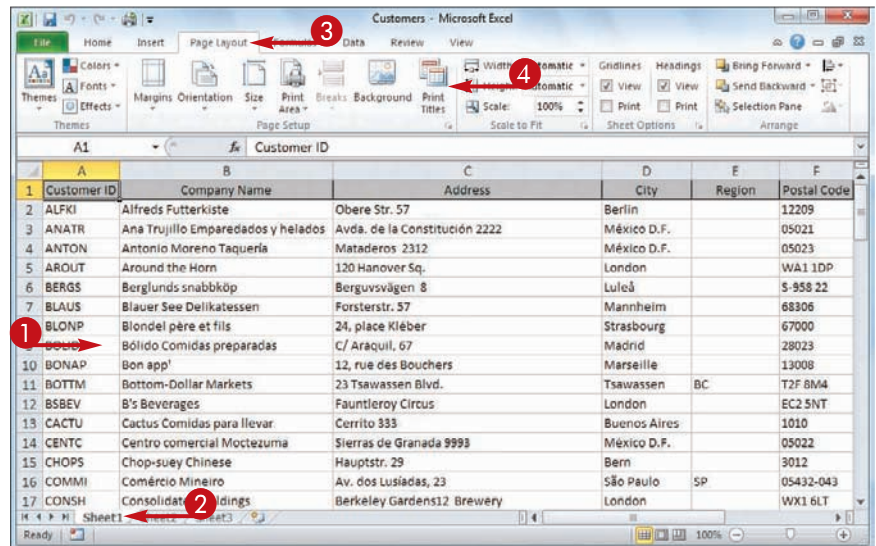 Customers - Microsoft Excel
3
File Home Insert Page Layout Data Review View
Colors
Fonts
Effects
Themes
Margins Orientation Size Print Area Breaks Background Print Titles
4
Width
Scale: 100%
Gridlines Headings
View View
Print Print
Bring Forward
Send Backward
Selection Pane
Themes Page Setup Scale to Fit Sheet Options Arrange
A1 fx Customer ID
A B C D E F
1 Customer ID Company Name Address City Region Postal Code
2 ALFKI Alfreds Futterkiste Obere Str. 57 Berlin 12209
3 ANATR Ana Trujillo Emparedados y helados Avda. de la Constitución 2222 México D.F. 05021
4 ANTON Antonio Moreno Taquería Mataderos 2312 México D.F. 05023
5 AROUT Around the Horn 120 Hanover Sq. London WA1 1DP
6 BERGS Berglunds snabbköp Berguvsvägen 8 Luleå S-958 22
7 BLAUS Blauer See Delikatessen Forsterstr. 57 Mannheim 68306
BLONP Blondel père et fils 24, place Kléber Strasbourg 67000
1
Bólido Comidas preparadas C/ Araquil, 67 Madrid 28023
10 BONAP Bon app' 12, rue des Bouchers Marseille 13008
11 BOTTM Bottom-Dollar Markets 23 Tsawassen Blvd. Tsawassen BC T2F 8M4
12 BSBEV B's Beverages Fauntleroy Circus London EC2 5NT
13 CACTU Cactus Comidas para llevar Cerrito 333 Buenos Aires 1010
14 CENTC Centro comercial Moctezuma Sierras de Granada 9993 México D.F. 05022
15 CHOPS Chop-suey Chinese Hauptstr. 29 Bern 3012
16 COMMI Comércio Mineiro Av. dos Lusíadas, 23 São Paulo SP 05432-043
17 CONSH Berkeley Gardens12 Brewery London WX1 6LT
2
Sheet1
Ready 100%